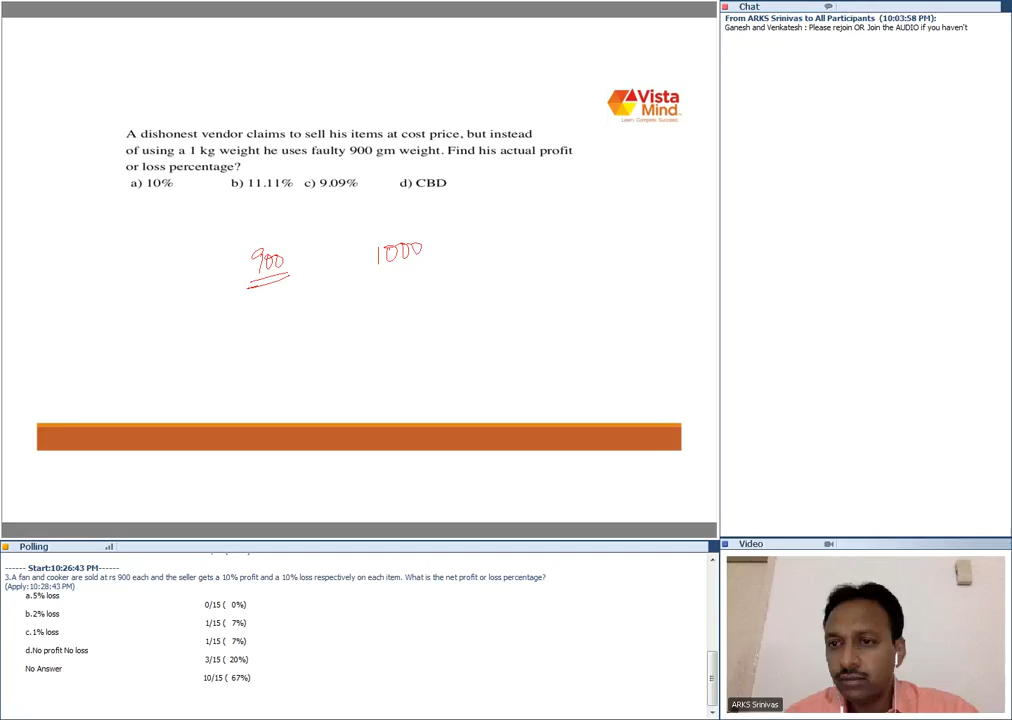 Chat
From ARKS Srinivas to All Participants (10:03:58 PM):
Ganesh and Venkatesh : Please rejoin OR Join the AUDIO if you haven't
Vista
Mind
Learn. Compete. Succeed.
A dishonest vendor claims to sell his items at cost price, but instead
of using a 1 kg weight he uses faulty 900 gm weight. Find his actual profit
or loss percentage?
a) 10% b) 11.11% c) 9.09% d) CBD
900 1000
Polling
------ Start:10:26:43 PM------
3.A fan and cooker are sold at rs 900 each and the seller gets a 10% profit and a 10% loss respectively on each item. What is the net profit or loss percentage?
(Apply:10:28:43 PM)
a.5% loss
0/15 ( 0%)
b.2% loss
1/15 ( 7%)
c.1% loss
1/15 ( 7%)
d.No profit No loss
3/15 ( 20%)
No Answer
10/15 ( 67%)
Video
ARKS Srinivas